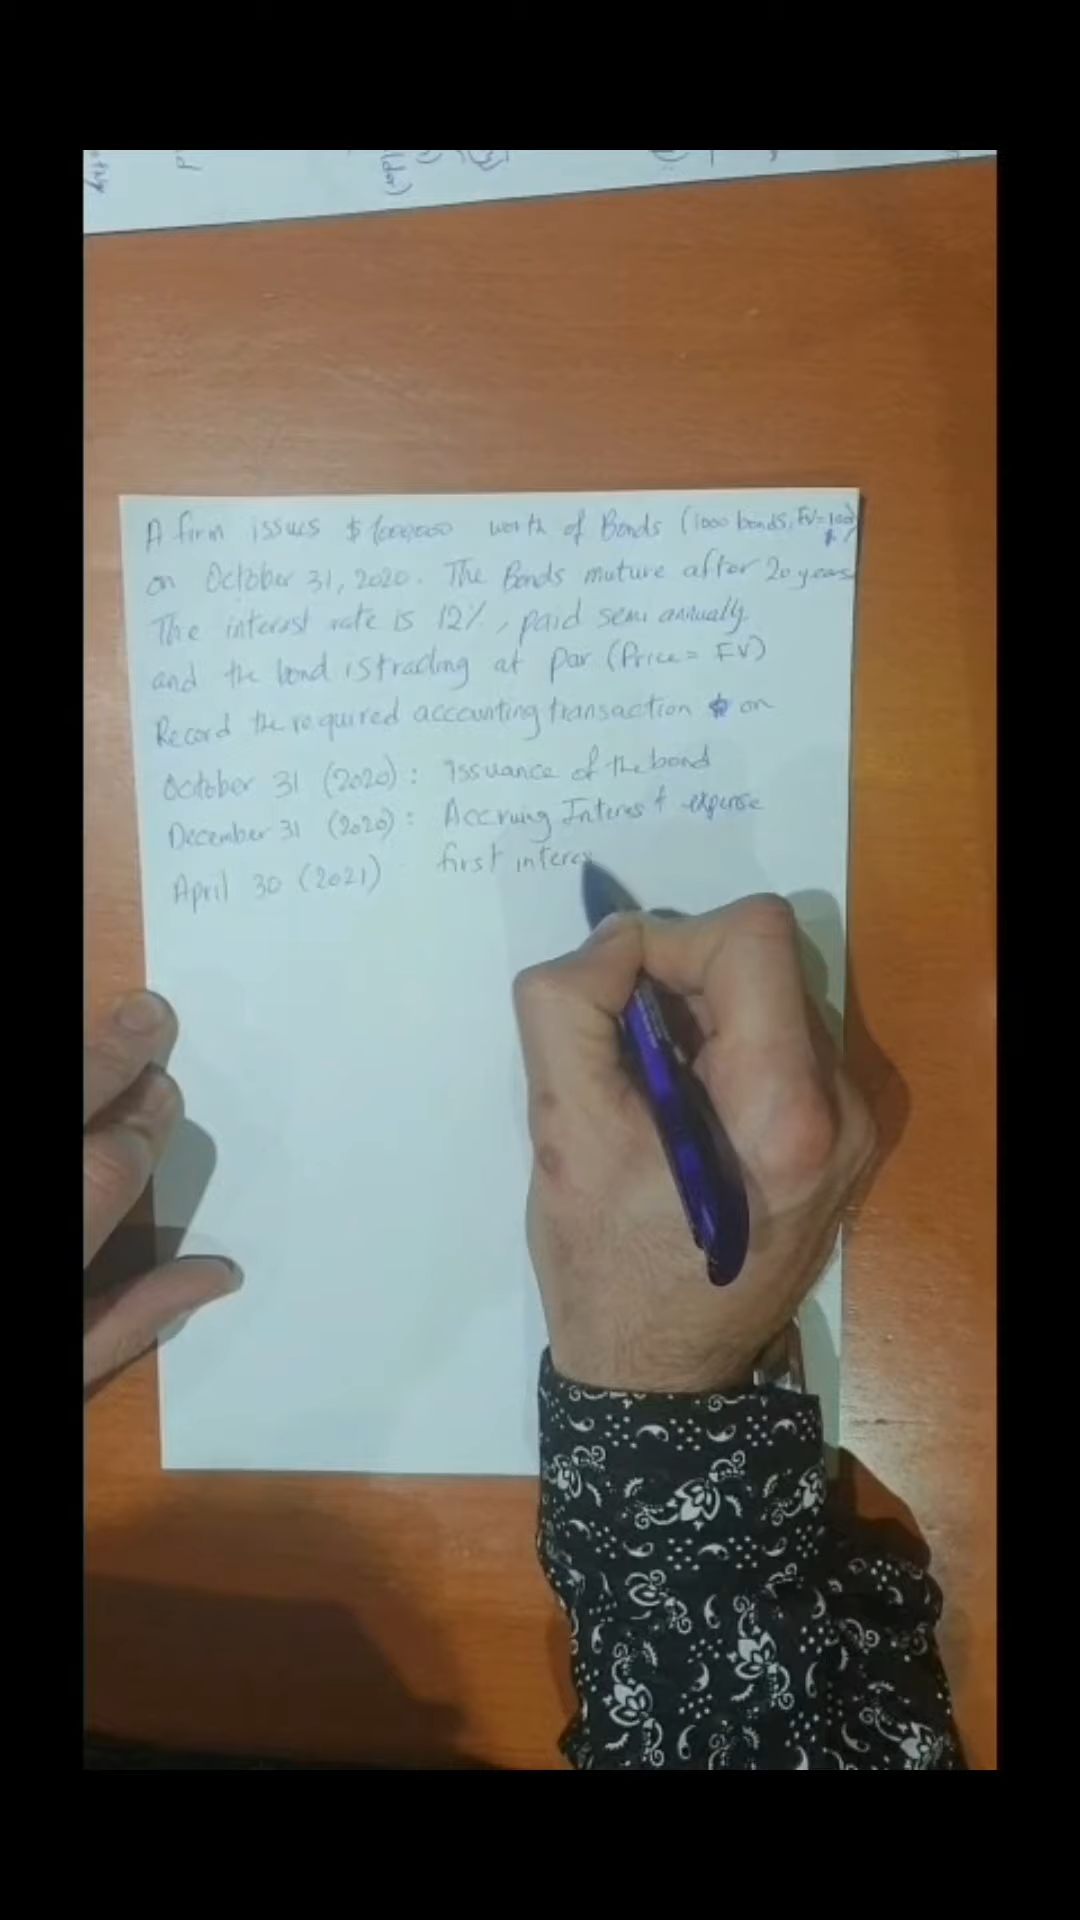 A firm issues $ 1000,000 worth of Bonds (1000 bonds, FV=1000
on October 31, 2020. The Bonds muture after 20 years.
The interest rate is 12%, paid semi annually.
and the bond is trading at par (Price = FV)
Record the required accounting transaction on
October 31 (2020): Issuance of the bond
December 31 (2020): Accruing Interest expense
April 30 (2021) first interes